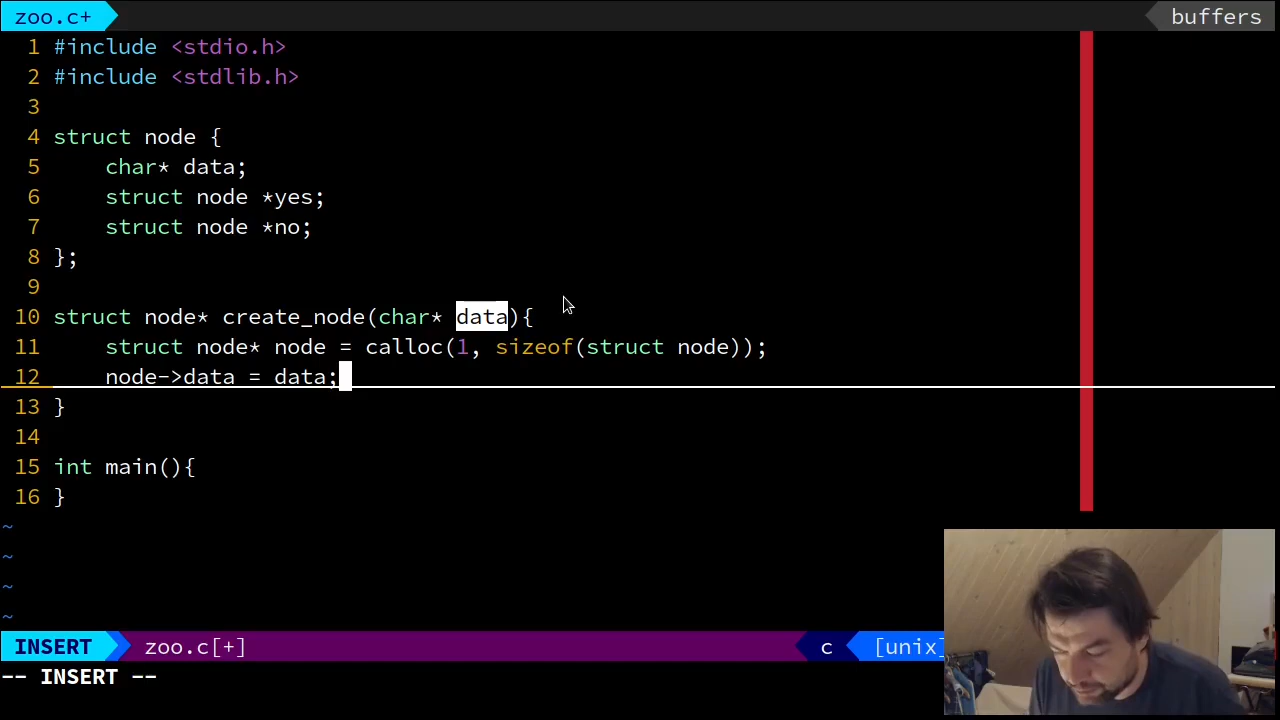 zoo.c+ buffers
1 #include <stdio.h>
2 #include <stdlib.h>
3
4 struct node {
5     char* data;
6     struct node *yes;
7     struct node *no;
8 };
9
10 struct node* create_node(char* data){
11     struct node* node = calloc(1, sizeof(struct node));
12     node->data = data;
13 }
14
15 int main(){
16 }
~
~
~
~
INSERT zoo.c[+] c [unix]
-- INSERT --